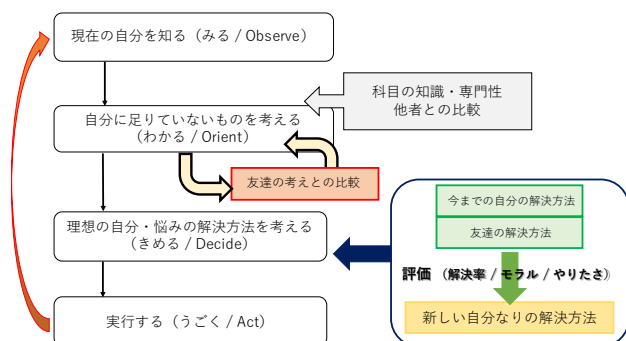 現在の自分を知る（みる / Observe）
科目の知識・専門性
他者との比較
自分に足りていないものを考える
（わかる / Orient）
友達の考えとの比較
今までの自分の解決方法
友達の解決方法
理想の自分・悩みの解決方法を考える
（きめる / Decide）
評価 （解決率 / モラル / やりたさ）
新しい自分なりの解決方法
実行する（うごく / Act）